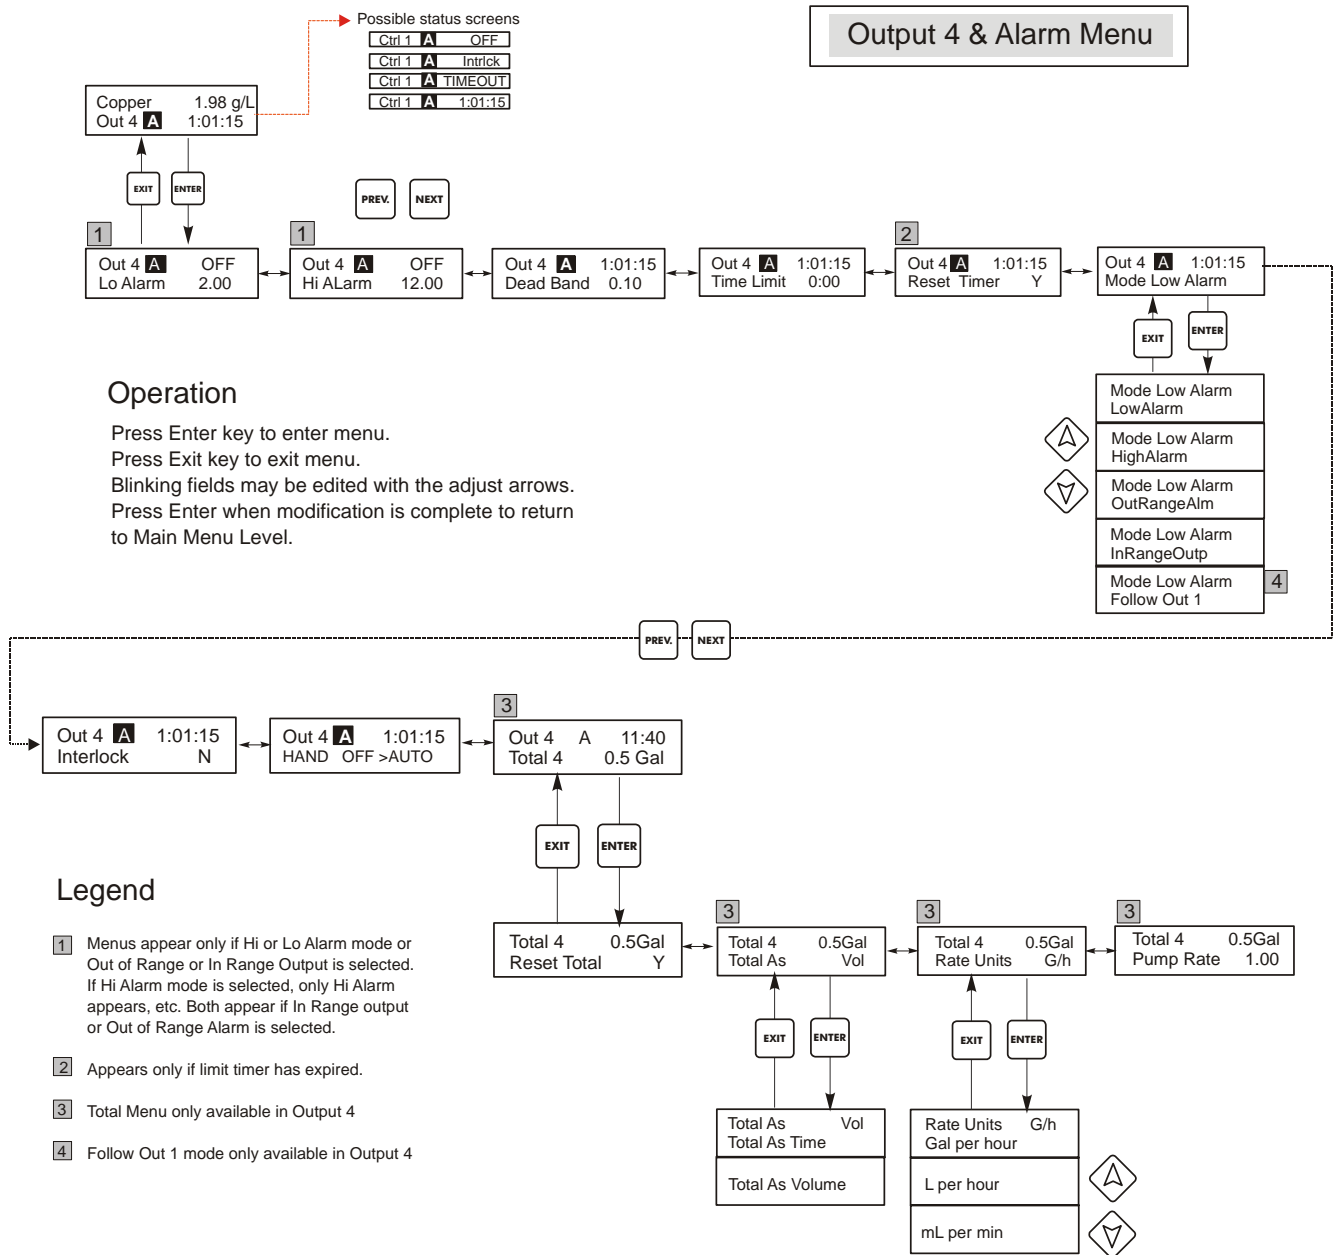 Possible status screens
Ctrl 1 A OFF
Ctrl 1 A Intrlck
Ctrl 1 A TIMEOUT
Ctrl 1 A 1:01:15
Output 4 & Alarm Menu
Copper 1.98 g/L
Out 4 A 1:01:15
EXIT
ENTER
PREV.
NEXT
1
Out 4 A OFF
Lo Alarm 2.00
1
Out 4 A OFF
Hi ALarm 12.00
Out 4 A 1:01:15
Dead Band 0.10
Out 4 A 1:01:15
Time Limit 0:00
2
Out 4 A 1:01:15
Reset Timer Y
Out 4 A 1:01:15
Mode Low Alarm
EXIT
ENTER
Mode Low Alarm
LowAlarm
Mode Low Alarm
HighAlarm
Mode Low Alarm
OutRangeAlm
Mode Low Alarm
InRangeOutp
Mode Low Alarm
Follow Out 1
4
Operation
Press Enter key to enter menu.
Press Exit key to exit menu.
Blinking fields may be edited with the adjust arrows.
Press Enter when modification is complete to return
to Main Menu Level.
PREV.
NEXT
Out 4 A 1:01:15
Interlock N
Out 4 A 1:01:15
HAND OFF >AUTO
3
Out 4 A 11:40
Total 4 0.5 Gal
EXIT
ENTER
Total 4 0.5Gal
Reset Total Y
3
Total 4 0.5Gal
Total As Vol
3
Total 4 0.5Gal
Rate Units G/h
3
Total 4 0.5Gal
Pump Rate 1.00
EXIT
ENTER
EXIT
ENTER
Total As Vol
Total As Time
Total As Volume
Rate Units G/h
Gal per hour
L per hour
mL per min
Legend
1 Menus appear only if Hi or Lo Alarm mode or
Out of Range or In Range Output is selected.
If Hi Alarm mode is selected, only Hi Alarm
appears, etc. Both appear if In Range output
or Out of Range Alarm is selected.
2 Appears only if limit timer has expired.
3 Total Menu only available in Output 4
4 Follow Out 1 mode only available in Output 4